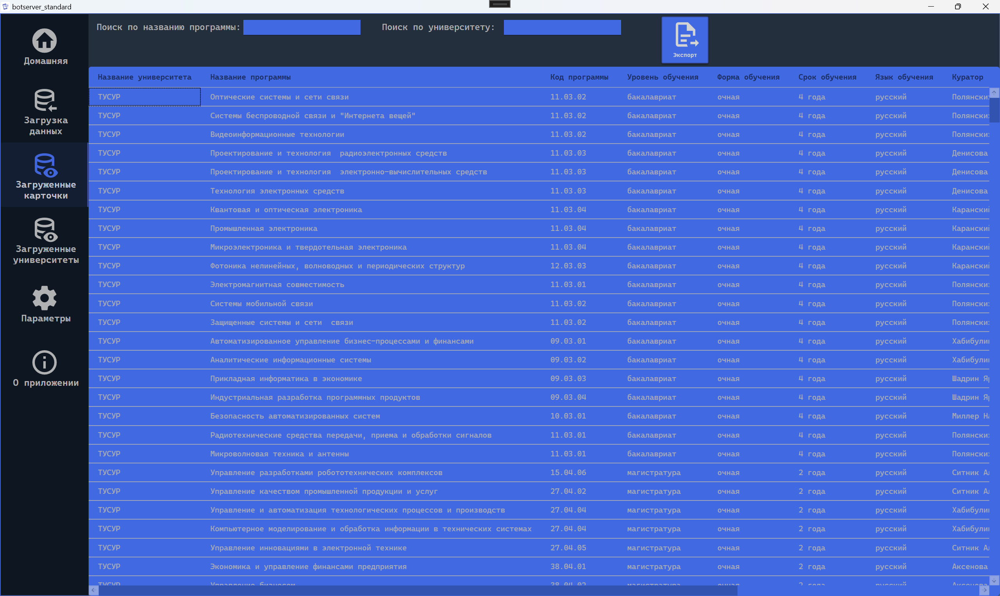 botserver_standard
Поиск по названию программы: Поиск по университету:
Экспорт
Домашняя
Загрузка
данных
Загруженные
карточки
Загруженные
университеты
Параметры
О приложении
Название университета Название программы Код программы Уровень обучения Форма обучения Срок обучения Язык обучения Куратор
ТУСУР Оптические системы и сети связи 11.03.02 бакалавриат очная 4 года русский
ТУСУР Системы беспроводной связи и "Интернета вещей" 11.03.02 бакалавриат очная 4 года русский
ТУСУР Видеоинформационные технологии 11.03.02 бакалавриат очная 4 года русский
ТУСУР Проектирование и технология  радиоэлектронных средств 11.03.03 бакалавриат очная 4 года русский Денисова
ТУСУР Проектирование и технология  электронно-вычислительных средств 11.03.03 бакалавриат очная 4 года русский Денисова
ТУСУР Технология электронных средств 11.03.03 бакалавриат очная 4 года русский Денисова
ТУСУР Квантовая и оптическая электроника 11.03.04 бакалавриат очная 4 года русский
ТУСУР Промышленная электроника 11.03.04 бакалавриат очная 4 года русский
ТУСУР Микроэлектроника и твердотельная электроника 11.03.04 бакалавриат очная 4 года русский
ТУСУР Фотоника нелинейных, волноводных и периодических структур 12.03.03 бакалавриат очная 4 года русский
ТУСУР Электромагнитная совместимость 11.03.01 бакалавриат очная 4 года русский
ТУСУР Системы мобильной связи 11.03.02 бакалавриат очная 4 года русский
ТУСУР Защищенные системы и сети  связи 11.03.02 бакалавриат очная 4 года русский
ТУСУР Автоматизированное управление бизнес-процессами и финансами 09.03.01 бакалавриат очная 4 года русский
ТУСУР Аналитические информационные системы 09.03.02 бакалавриат очная 4 года русский
ТУСУР Прикладная информатика в экономике 09.03.03 бакалавриат очная 4 года русский Шадрин
ТУСУР Индустриальная разработка программных продуктов 09.03.04 бакалавриат очная 4 года русский Шадрин
ТУСУР Безопасность автоматизированных систем 10.03.01 бакалавриат очная 4 года русский Миллер
ТУСУР Радиотехнические средства передачи, приема и обработки сигналов 11.03.01 бакалавриат очная 4 года русский
ТУСУР Микроволновая техника и антенны 11.03.01 бакалавриат очная 4 года русский
ТУСУР Управление разработками робототехнических комплексов 15.04.06 магистратура очная 2 года русский Ситник
ТУСУР Управление качеством промышленной продукции и услуг 27.04.02 магистратура очная 2 года русский Ситник
ТУСУР Управление и автоматизация технологических процессов и производств 27.04.04 магистратура очная 2 года русский
ТУСУР Компьютерное моделирование и обработка информации в технических системах 27.04.04 магистратура очная 2 года русский
ТУСУР Управление инновациями в электронной технике 27.04.05 магистратура очная 2 года русский Ситник
ТУСУР Экономика и управление финансами предприятия 38.04.01 магистратура очная 2 года русский Аксенова
ТУСУР Управление бизнесом 38.04.02 магистратура очная 2 года русский Аксенова